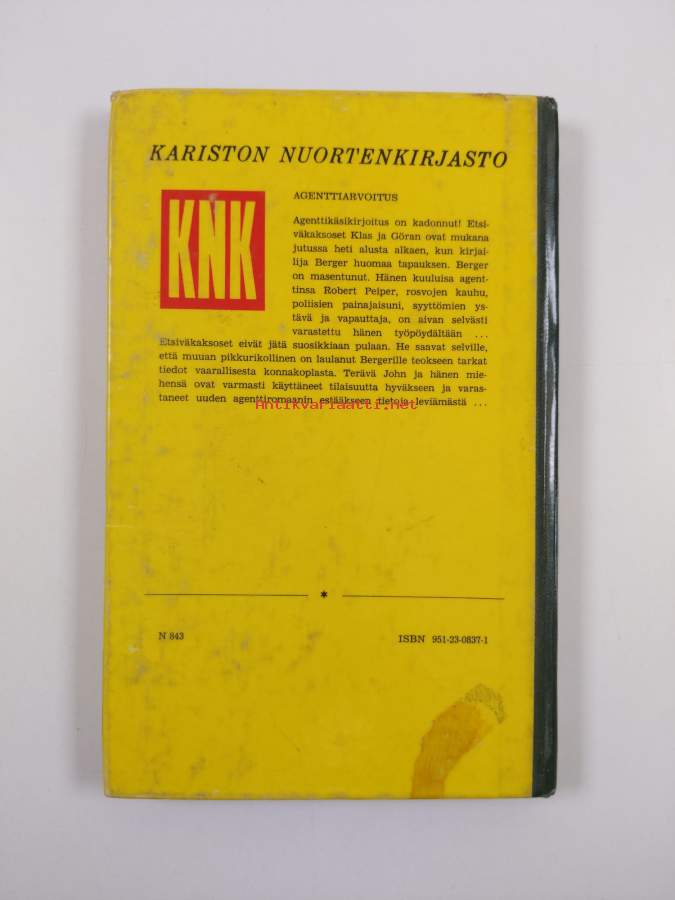 KARISTON NUORTENKIRJASTO
KNK
AGENTTIARVOITUS
Agenttikäsikirjoitus on kadonnut! Etsi-
väkaksoset Klas ja Göran ovat mukana
jutussa heti alusta alkaen, kun kirjai-
lija Berger huomaa tapauksen. Berger
on masentunut. Hänen kuuluisa agent-
tinsa Robert Pelper, rosvojen kauhu,
poliisien painajaisuni, syyttömien ys-
tävä ja vapauttaja, on aivan selvästi
varastettu hänen työpöydältään ...
Etsiväkaksoset eivät jätä suosikkiaan pulaan. He saavat selville,
että muuan pikkurikollinen on laulanut Bergerille teokseen tarkat
tiedot vaarallisesta konnakoplasta. Terävä John ja hänen mie-
hensä ovat varmasti käyttäneet tilaisuutta hyväkseen ja varas-
taneet uuden agenttiromaanin estääkseen tietoja leviämästä ...
Antikvariaatti.net
*
N 843
ISBN 951-23-0837-1